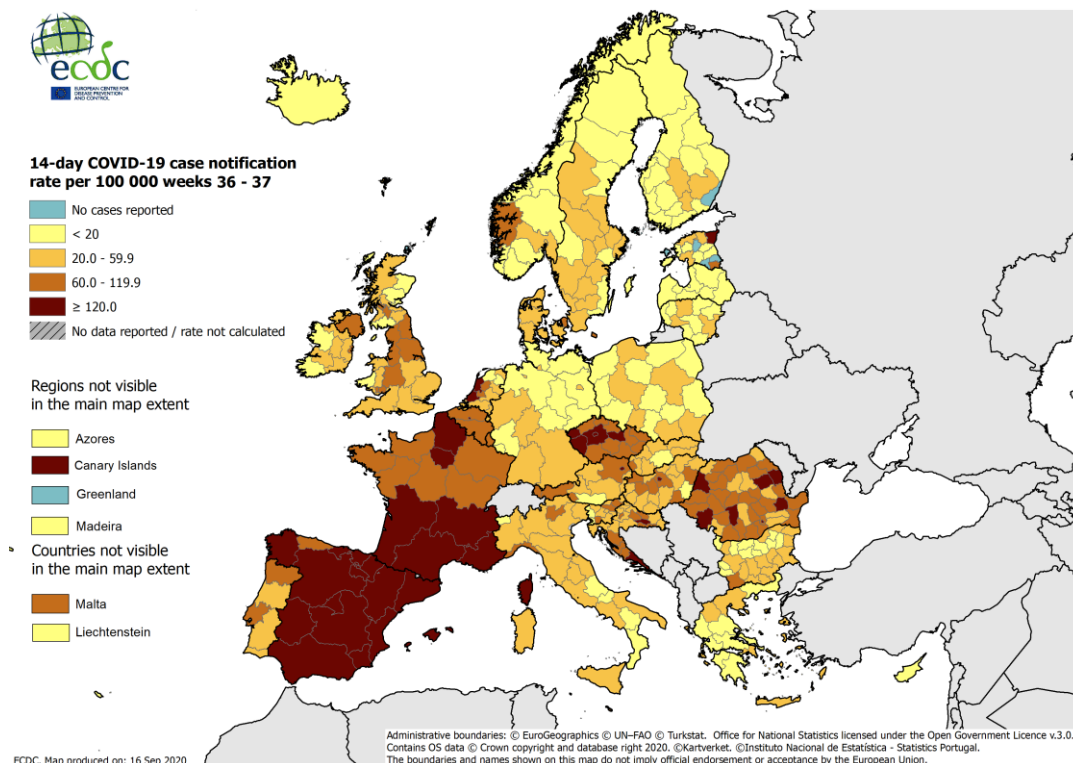 ecdc
EUROPEAN CENTRE FOR
DISEASE PREVENTION
AND CONTROL
14-day COVID-19 case notification
rate per 100 000 weeks 36 - 37
No cases reported
< 20
20.0 - 59.9
60.0 - 119.9
≥ 120.0
No data reported / rate not calculated
Regions not visible
in the main map extent
Azores
Canary Islands
Greenland
Madeira
Countries not visible
in the main map extent
Malta
Liechtenstein
Administrative boundaries: © EuroGeographics © UN–FAO © Turkstat. Office for National Statistics licensed under the Open Government Licence v.3.0.
Contains OS data © Crown copyright and database right 2020. ©Kartverket. ©Instituto Nacional de Estatística - Statistics Portugal.
The boundaries and names shown on this map do not imply official endorsement or acceptance by the European Union.
ECDC. Map produced on: 16 Sep 2020